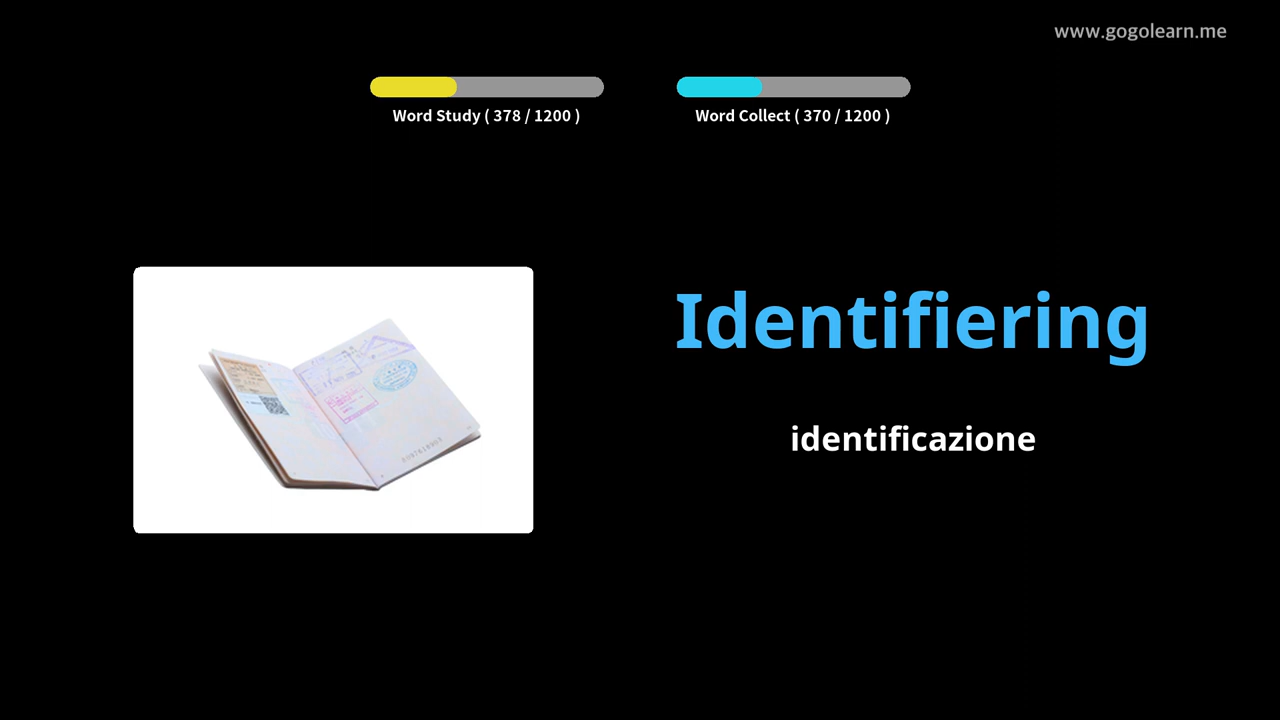 www.gogolearn.me
Word Study ( 378 / 1200 )
Word Collect ( 370 / 1200 )
Identifiering
identificazione